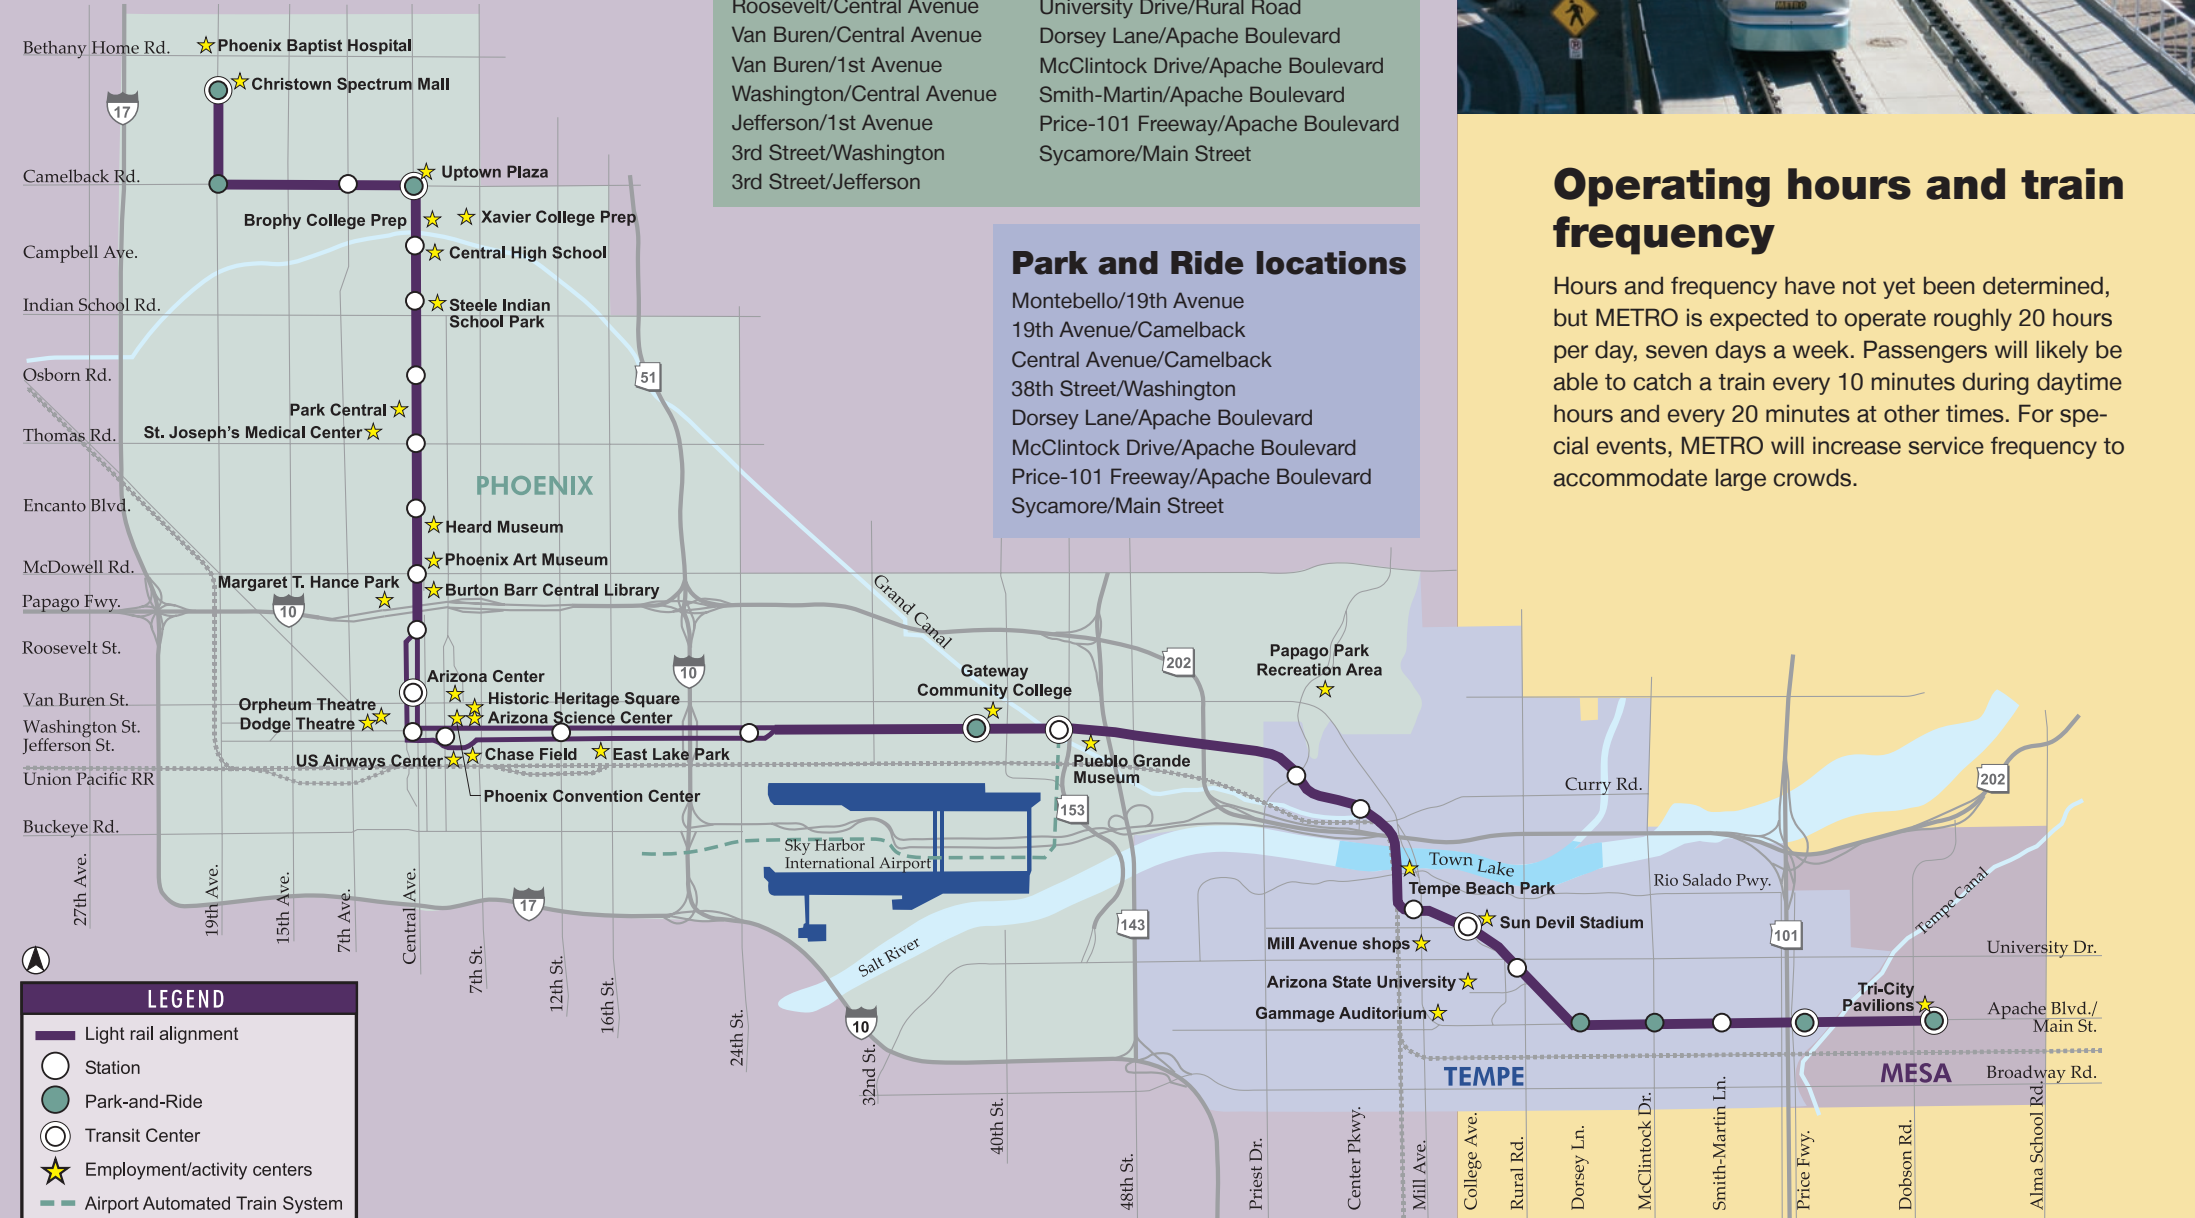 Roosevelt/Central Avenue
Van Buren/Central Avenue
Van Buren/1st Avenue
Washington/Central Avenue
Jefferson/1st Avenue
3rd Street/Washington
3rd Street/Jefferson
University Drive/Rural Road
Dorsey Lane/Apache Boulevard
McClintock Drive/Apache Boulevard
Smith-Martin/Apache Boulevard
Price-101 Freeway/Apache Boulevard
Sycamore/Main Street
METRO
Park and Ride locations
Montebello/19th Avenue
19th Avenue/Camelback
Central Avenue/Camelback
38th Street/Washington
Dorsey Lane/Apache Boulevard
McClintock Drive/Apache Boulevard
Price-101 Freeway/Apache Boulevard
Sycamore/Main Street
Operating hours and train
frequency
Hours and frequency have not yet been determined,
but METRO is expected to operate roughly 20 hours
per day, seven days a week. Passengers will likely be
able to catch a train every 10 minutes during daytime
hours and every 20 minutes at other times. For spe-
cial events, METRO will increase service frequency to
accommodate large crowds.
Bethany Home Rd.
Camelback Rd.
Campbell Ave.
Indian School Rd.
Osborn Rd.
Thomas Rd.
Encanto Blvd.
McDowell Rd.
Papago Fwy.
Roosevelt St.
Van Buren St.
Washington St.
Jefferson St.
Union Pacific RR
Buckeye Rd.
Phoenix Baptist Hospital
Christown Spectrum Mall
17
Uptown Plaza
Brophy College Prep
Xavier College Prep
Central High School
Steele Indian
School Park
51
Park Central
St. Joseph's Medical Center
PHOENIX
Heard Museum
Phoenix Art Museum
Margaret T. Hance Park
Burton Barr Central Library
10
Grand Canal
Arizona Center
Historic Heritage Square
Orpheum Theatre
Dodge Theatre
Arizona Science Center
US Airways Center
Chase Field
East Lake Park
Phoenix Convention Center
10
Gateway
Community College
202
Papago Park
Recreation Area
Pueblo Grande
Museum
153
Sky Harbor
International Airport
Salt River
143
17
10
Curry Rd.
202
Town Lake
Tempe Beach Park
Rio Salado Pwy.
Sun Devil Stadium
Mill Avenue shops
Arizona State University
Gammage Auditorium
101
Tempe Canal
University Dr.
Tri-City
Pavilions
Apache Blvd./
Main St.
TEMPE
MESA
Broadway Rd.
27th Ave.
19th Ave.
15th Ave.
7th Ave.
Central Ave.
7th St.
12th St.
16th St.
24th St.
32nd St.
40th St.
48th St.
Priest Dr.
Center Pkwy.
Mill Ave.
College Ave.
Rural Rd.
Dorsey Ln.
McClintock Dr.
Smith-Martin Ln.
Price Fwy.
Dobson Rd.
Alma School Rd.
LEGEND
Light rail alignment
Station
Park-and-Ride
Transit Center
Employment/activity centers
Airport Automated Train System